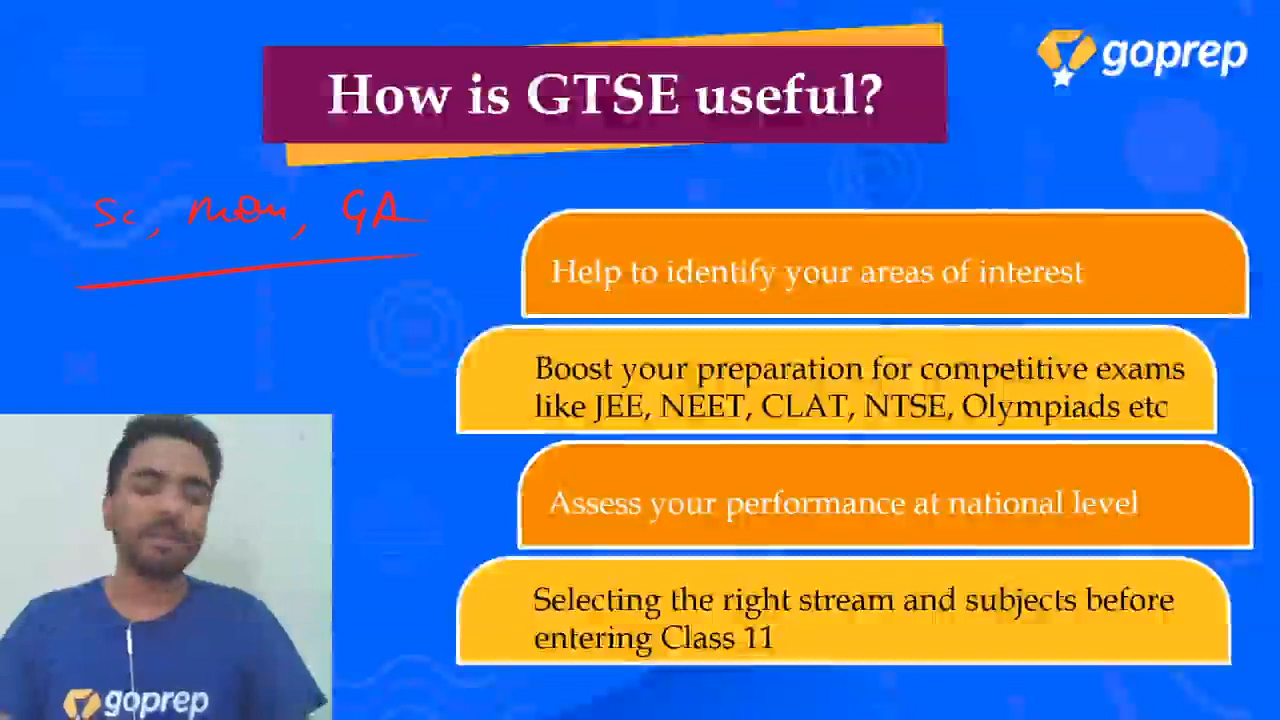 How is GTSE useful?
goprep
Sc, GA
Help to identify your areas of interest
Boost your preparation for competitive exams
like JEE, NEET, CLAT, NTSE, Olympiads etc
Assess your performance at national level
Selecting the right stream and subjects before
entering Class 11
goprep